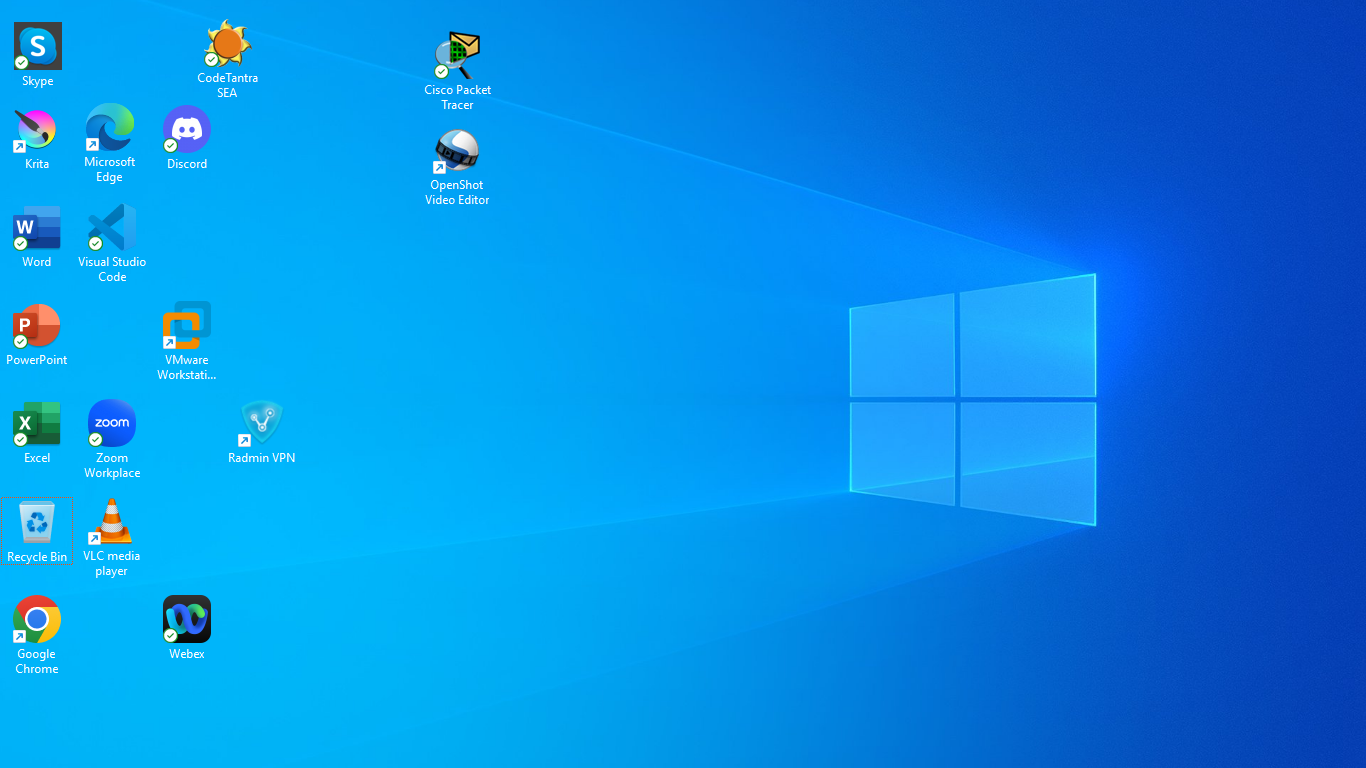 S
Skype
CodeTantra
SEA
Cisco Packet
Tracer
Krita
Microsoft
Edge
Discord
OpenShot
Video Editor
W
Word
Visual Studio
Code
P
PowerPoint
VMware
Workstati...
X
Excel
zoom
Zoom
Workplace
Radmin VPN
Recycle Bin
VLC media
player
Google
Chrome
Webex